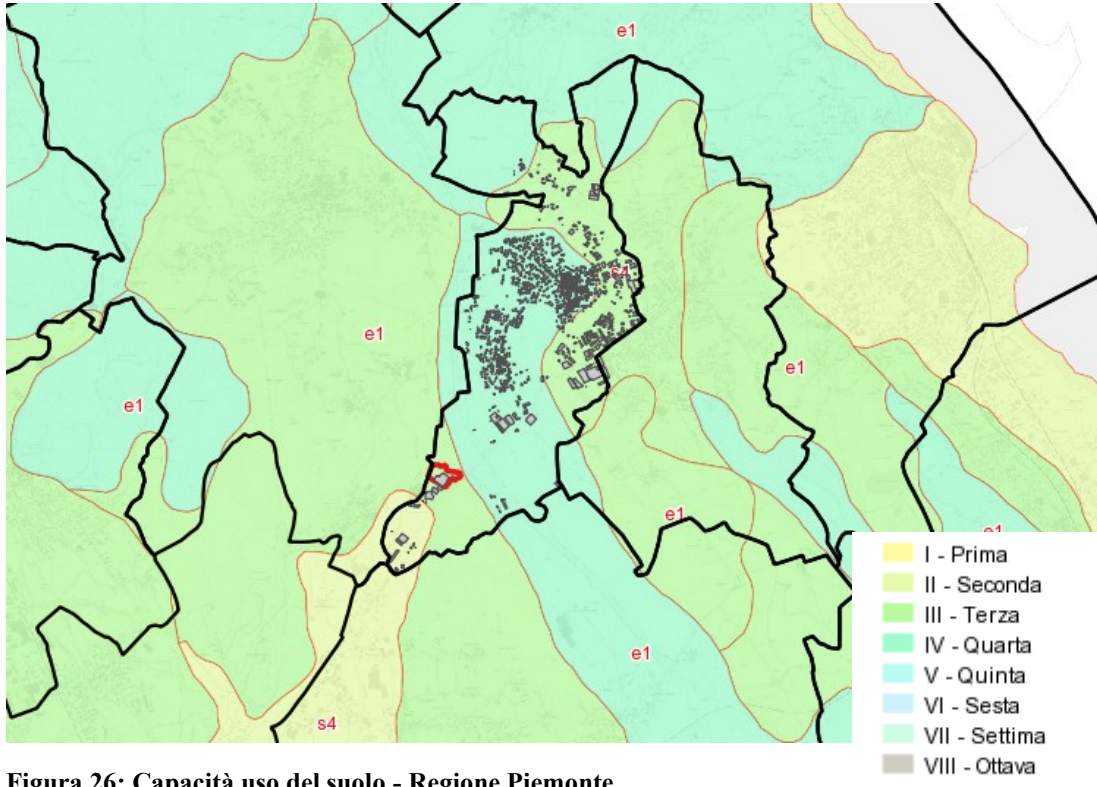 e1
s4
e1
e1
e1
e1
e1
e1
s4
I - Prima
II - Seconda
III - Terza
IV - Quarta
V - Quinta
VI - Sesta
VII - Settima
VIII - Ottava
Figura 26: Capacità uso del suolo - Regione Piemonte